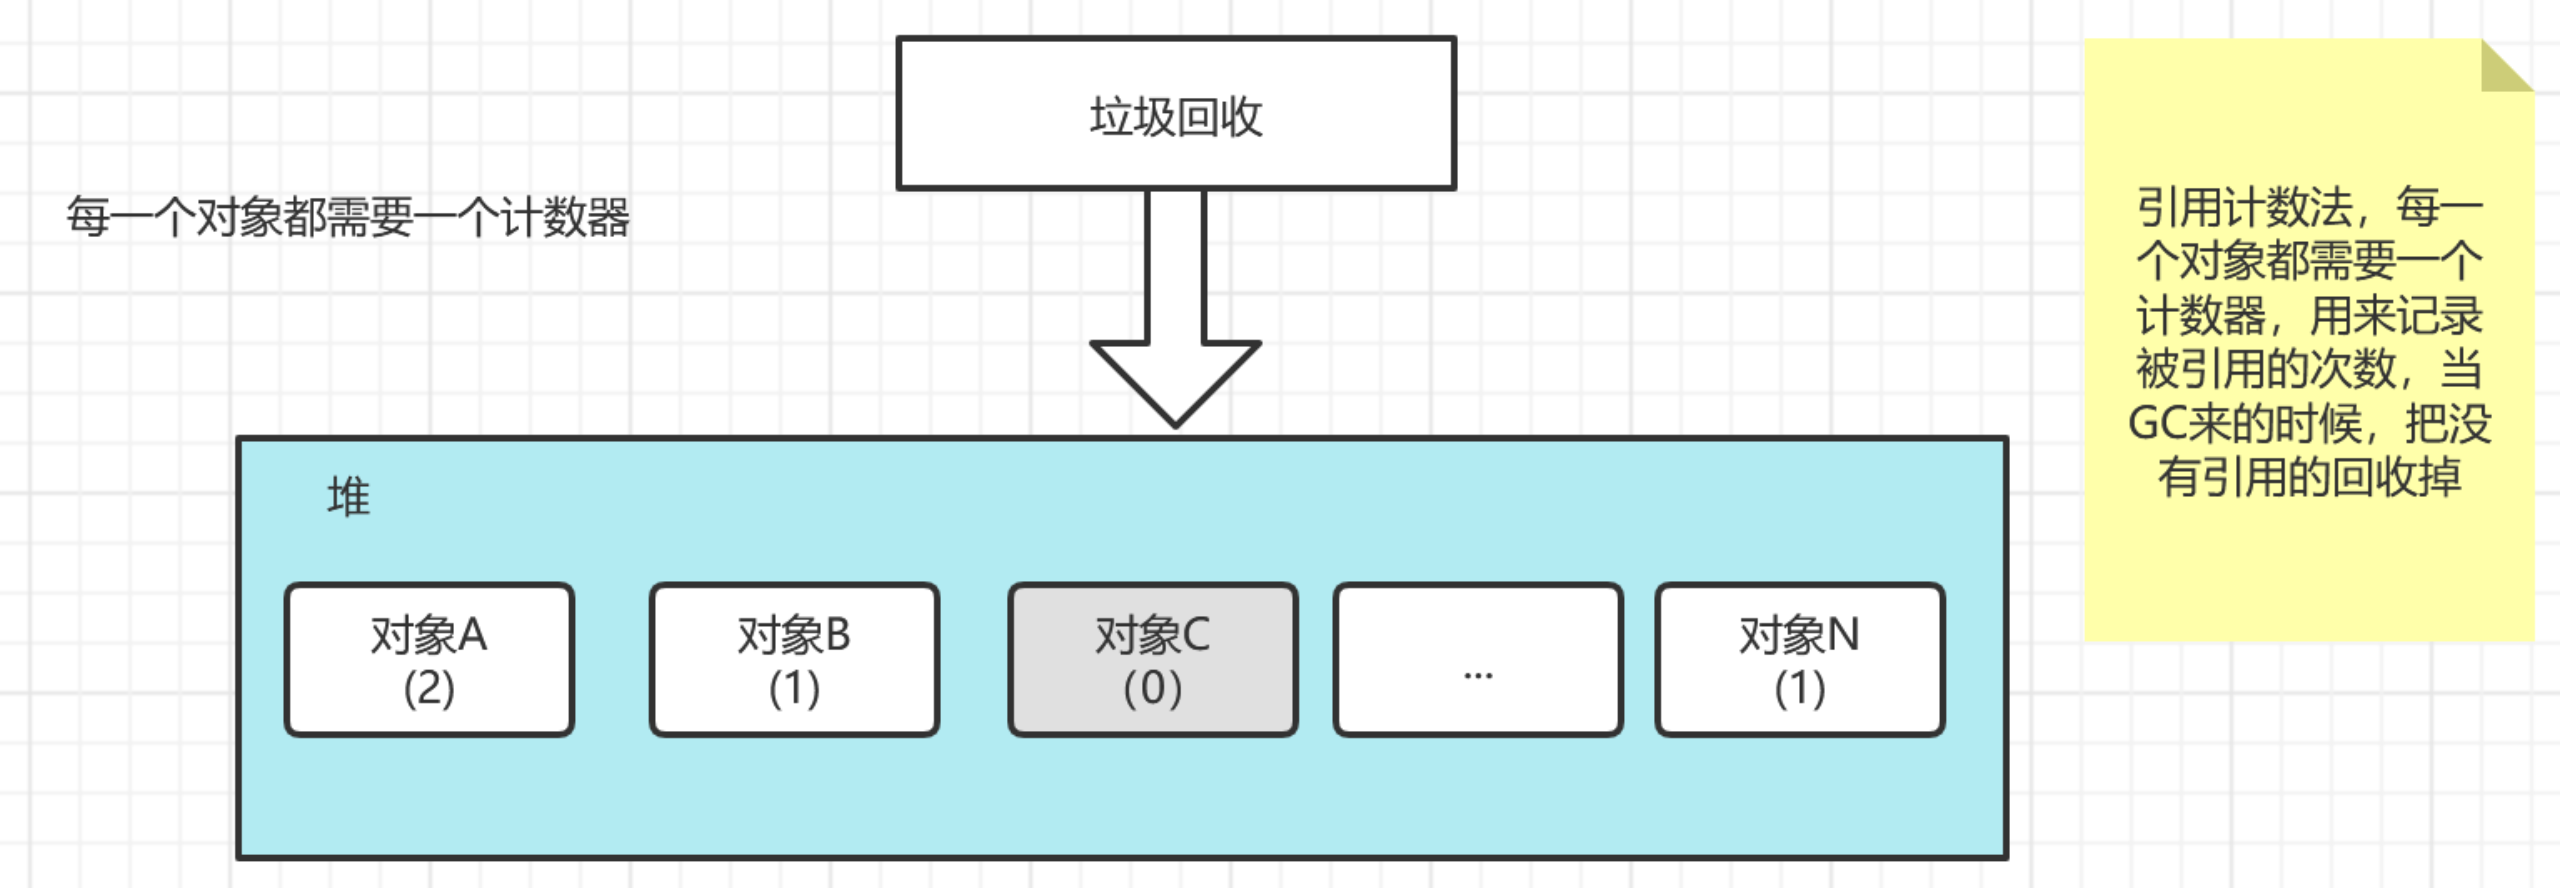 垃圾回收
每一个对象都需要一个计数器
引用计数法，每一
个对象都需要一个
计数器，用来记录
被引用的次数，当
GC来的时候，把没
有引用的回收掉
堆
对象A
(2)
对象B
(1)
对象C
(0)
...
对象N
(1)